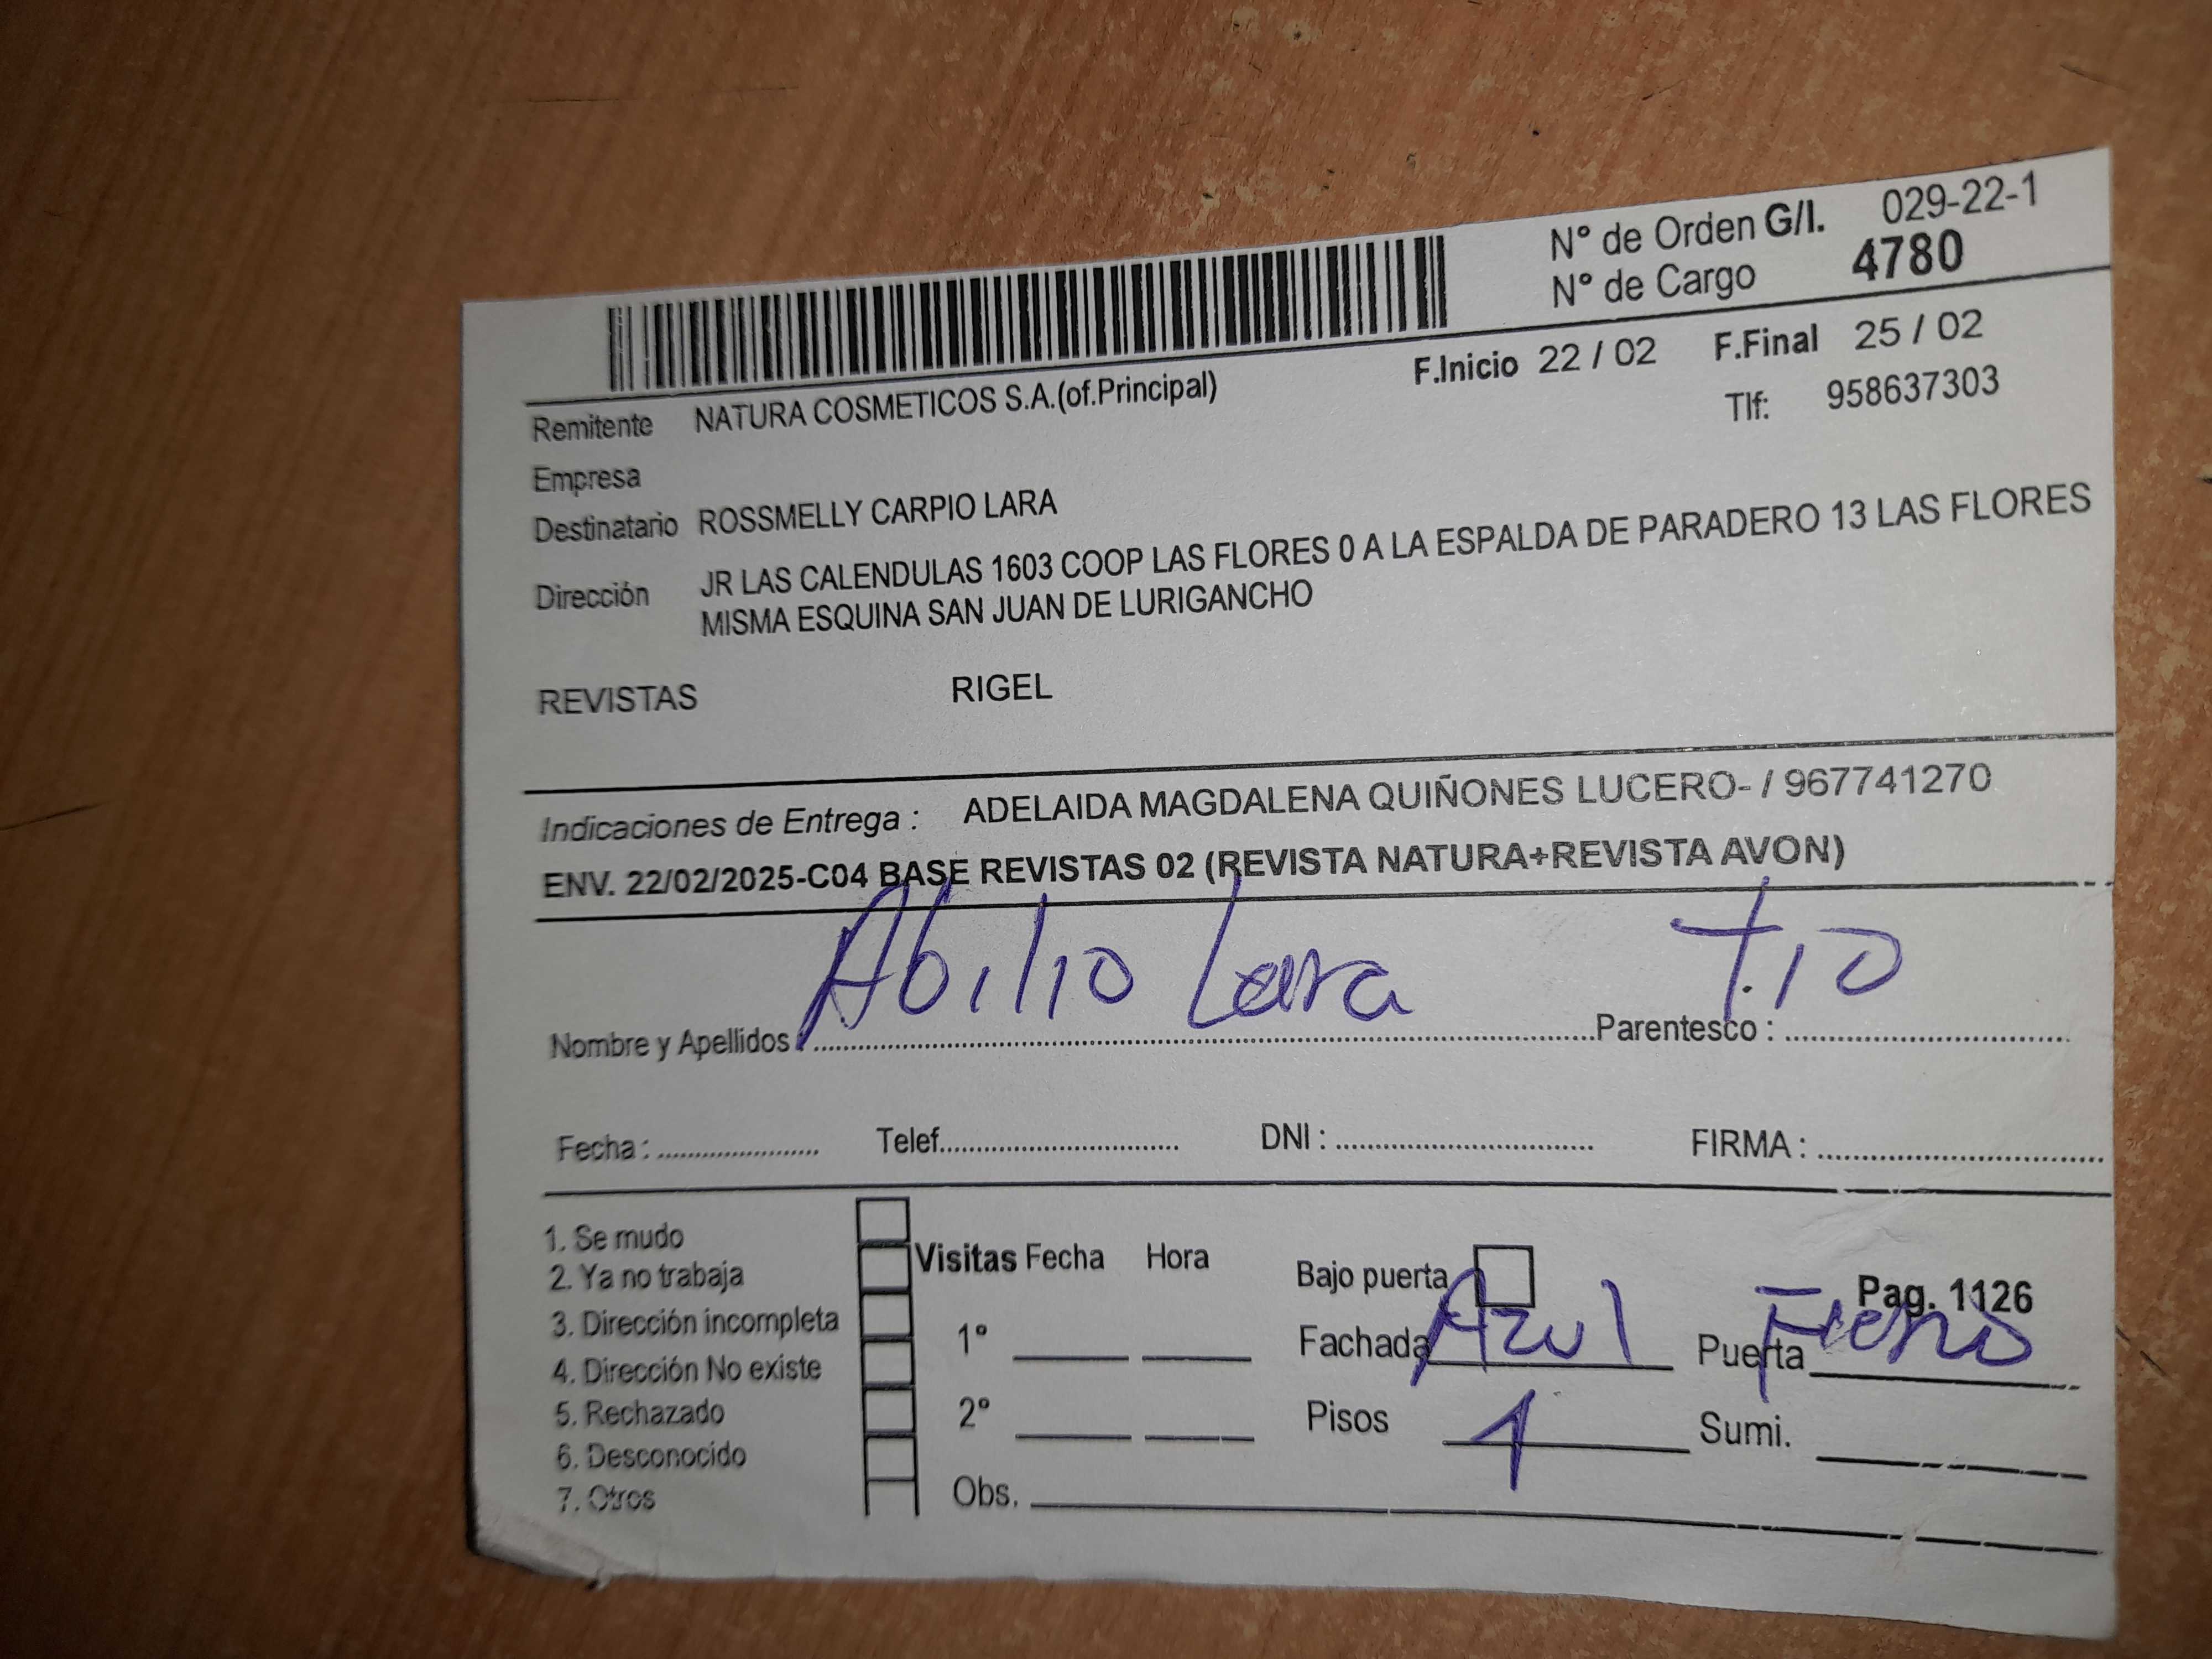 Nº de Orden G/I. 029-22-1
Nº de Cargo 4780
F.Inicio 22 / 02 F.Final 25 / 02
Remitente NATURA COSMETICOS S.A.(of.Principal)
Tlf: 958637303
Empresa
Destinatario ROSSMELLY CARPIO LARA
Dirección JR LAS CALENDULAS 1603 COOP LAS FLORES 0 A LA ESPALDA DE PARADERO 13 LAS FLORES
MISMA ESQUINA SAN JUAN DE LURIGANCHO
REVISTAS RIGEL
Indicaciones de Entrega : ADELAIDA MAGDALENA QUIÑONES LUCERO- / 967741270
ENV. 22/02/2025-C04 BASE REVISTAS 02 (REVISTA NATURA+REVISTA AVON)
Nombre y Apellidos : Abilio Lara Parentesco : Tio
Fecha : Telef. DNI : FIRMA :
1. Se mudo
2. Ya no trabaja
3. Dirección incompleta
4. Dirección No existe
5. Rechazado
6. Desconocido
7. Otros
Visitas Fecha Hora
1º
2º
Obs.
Bajo puerta
Pag. 1126
Fachada Azul Puerta
Pisos 1 Sumi.